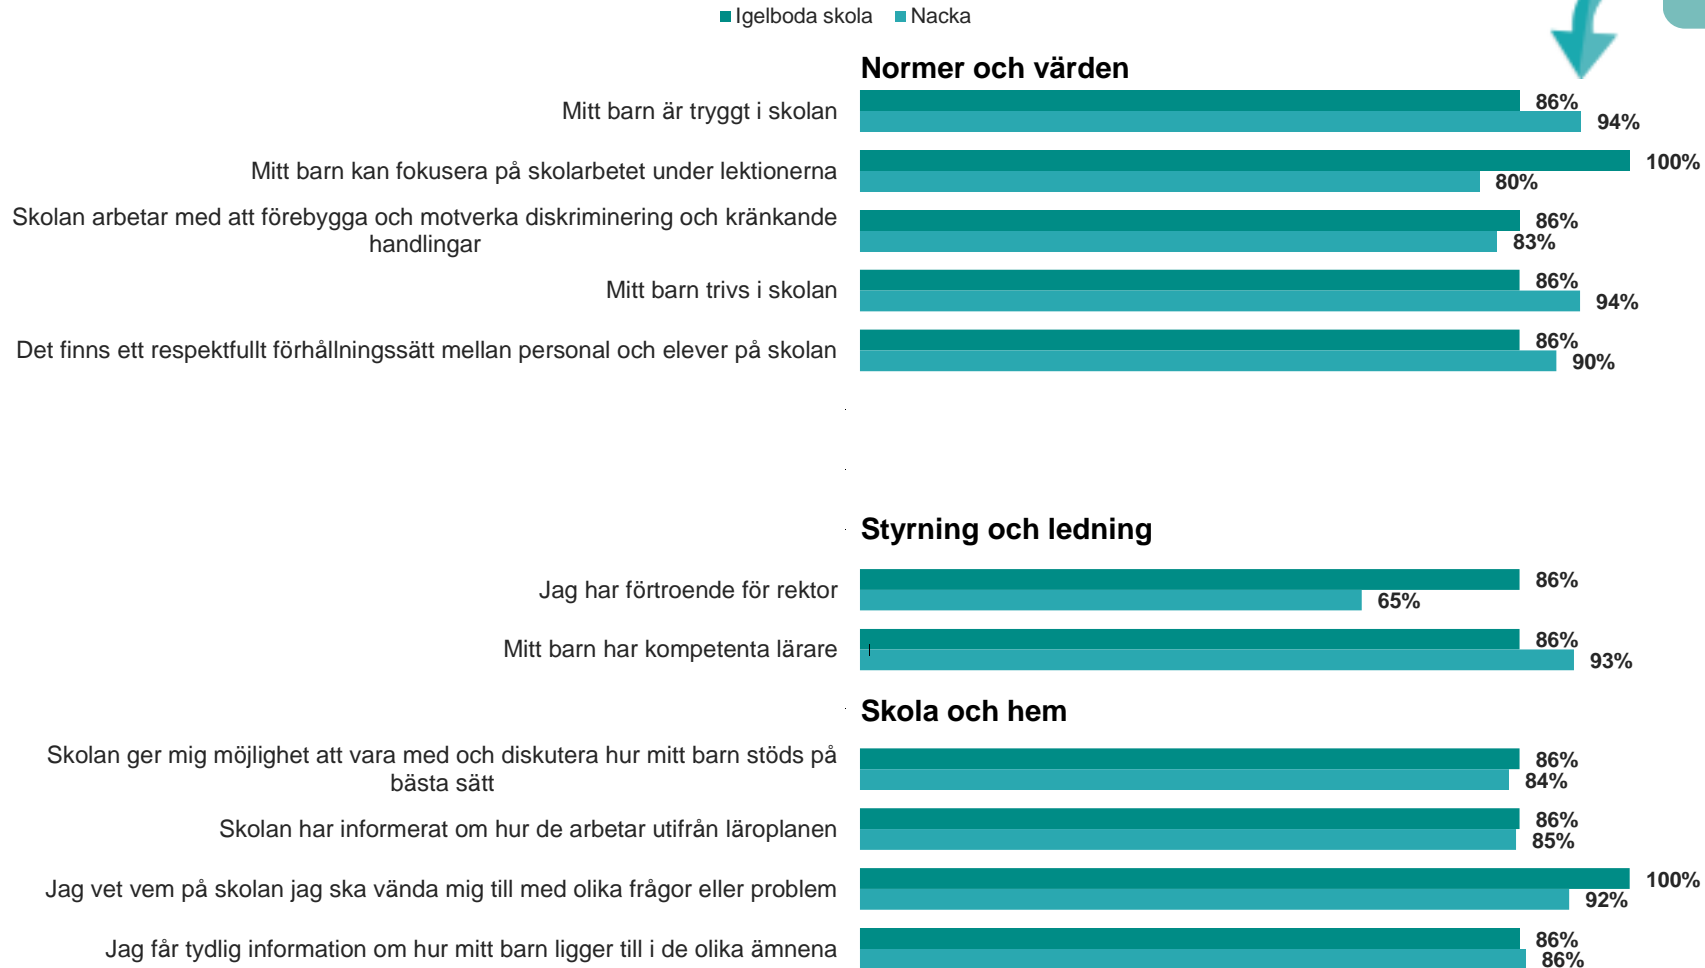 Igelboda skola Nacka
Normer och värden
Mitt barn är tryggt i skolan
86%
94%
Mitt barn kan fokusera på skolarbetet under lektionerna
100%
80%
Skolan arbetar med att förebygga och motverka diskriminering och kränkande
handlingar
86%
83%
Mitt barn trivs i skolan
86%
94%
Det finns ett respektfullt förhållningssätt mellan personal och elever på skolan
86%
90%
Styrning och ledning
Jag har förtroende för rektor
86%
65%
Mitt barn har kompetenta lärare
86%
93%
Skola och hem
Skolan ger mig möjlighet att vara med och diskutera hur mitt barn stöds på
bästa sätt
86%
84%
Skolan har informerat om hur de arbetar utifrån läroplanen
86%
85%
Jag vet vem på skolan jag ska vända mig till med olika frågor eller problem
100%
92%
Jag får tydlig information om hur mitt barn ligger till i de olika ämnena
86%
86%